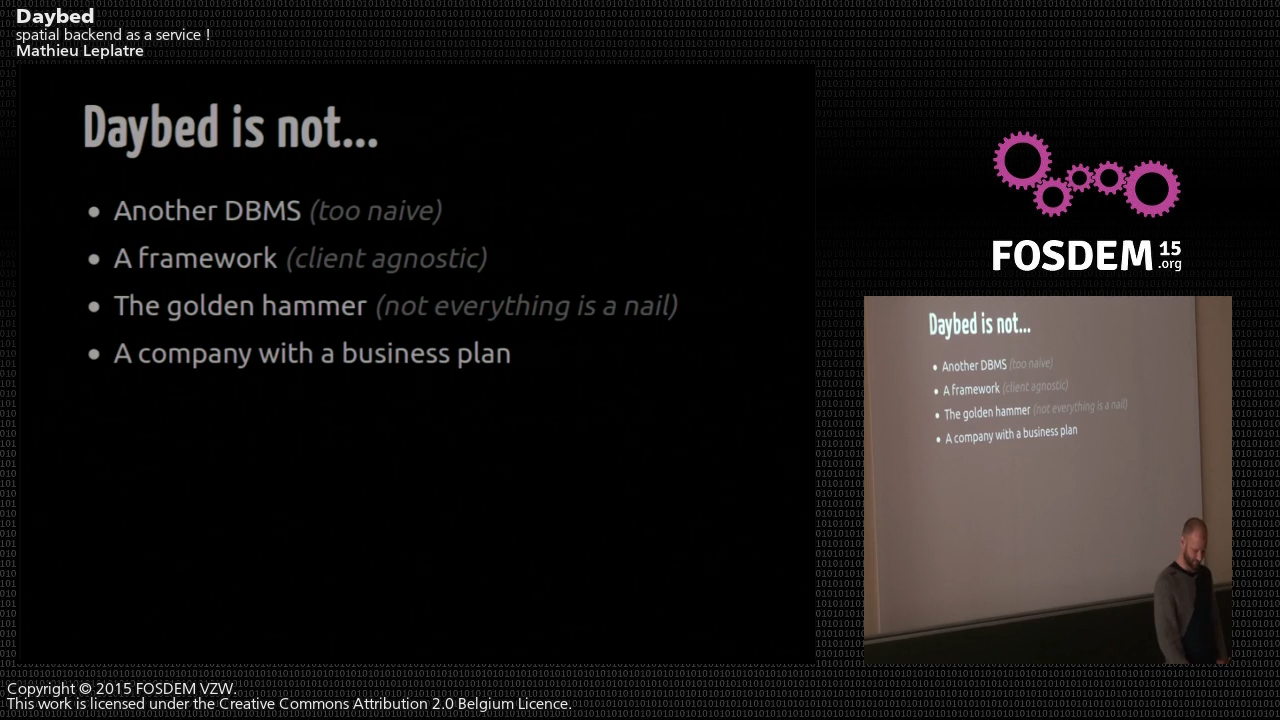 Daybed
spatial backend as a service !
Mathieu Leplatre
Daybed is not...
• Another DBMS (too naive)
• A framework (client agnostic)
• The golden hammer (not everything is a nail)
• A company with a business plan
FOSDEM 15
.org
Daybed is not...
• Another DBMS (too naive)
• A framework (client agnostic)
• The golden hammer (not everything is a nail)
• A company with a business plan
Copyright © 2015 FOSDEM VZW.
This work is licensed under the Creative Commons Attribution 2.0 Belgium Licence.